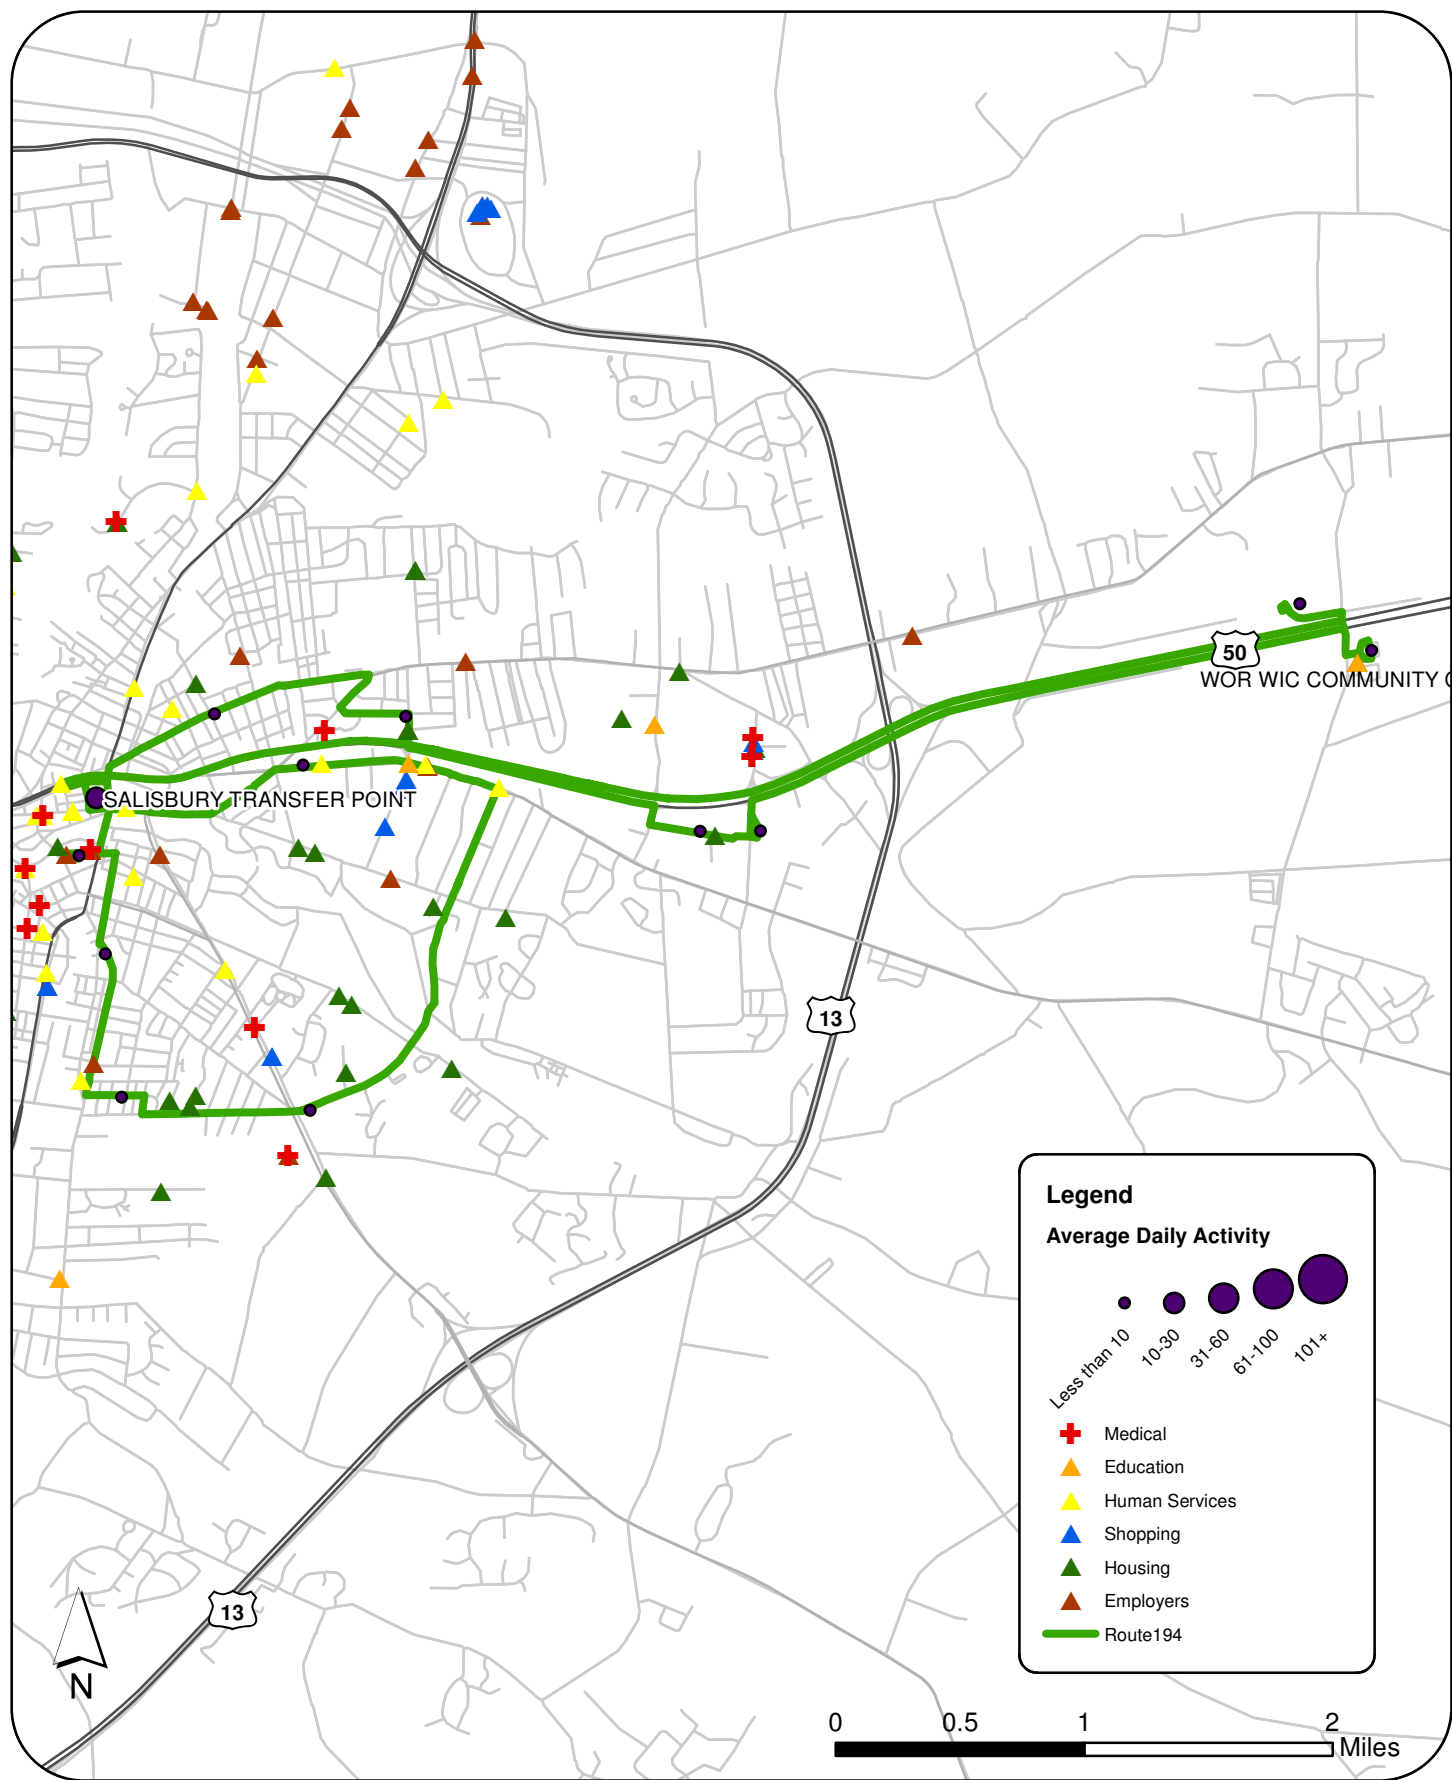 50
WOR WIC COMMUNITY C
SALISBURY TRANSFER POINT
13
Legend
Average Daily Activity
Less than 10
10-30
31-60
61-100
101+
Medical
Education
Human Services
Shopping
Housing
Employers
Route194
13
N
0 0.5 1 2
Miles